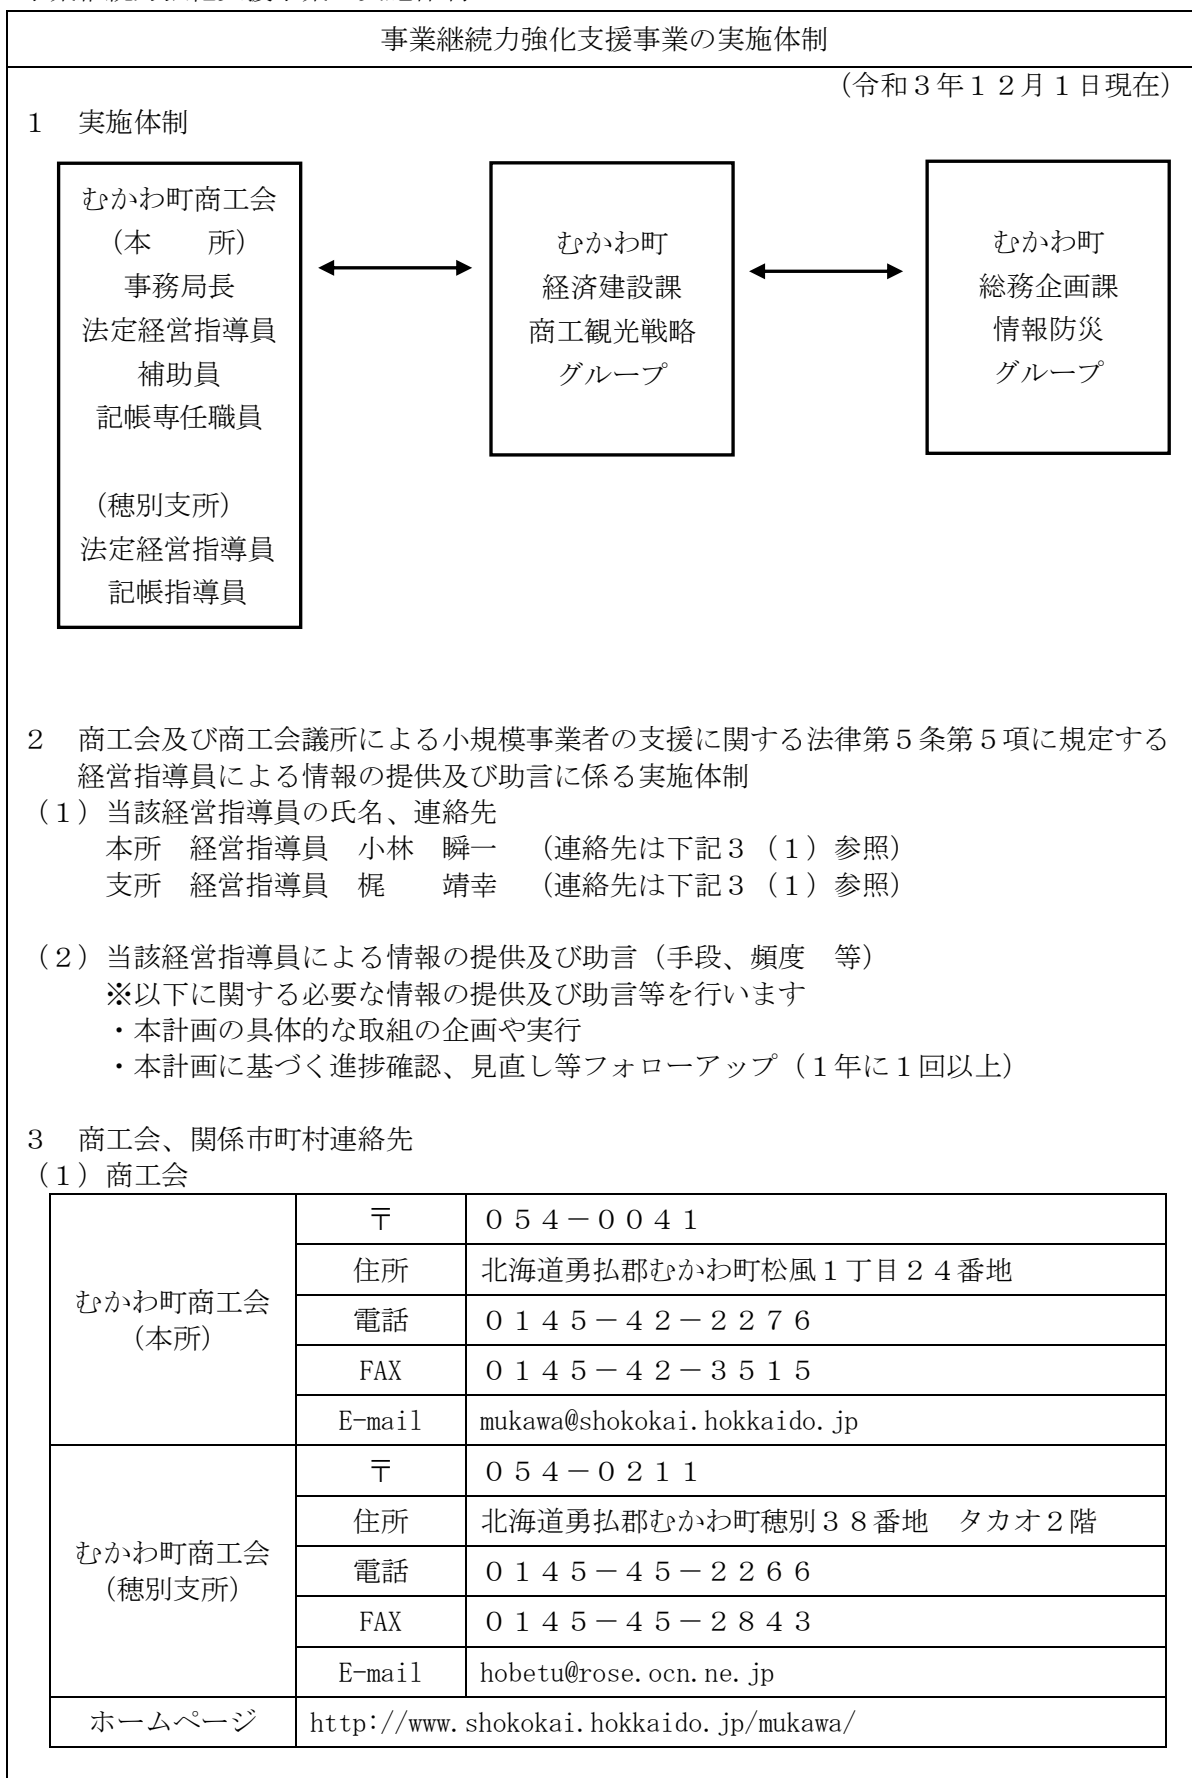 事業継続力強化支援事業の実施体制
（令和３年１２月１日現在）
１　実施体制
むかわ町商工会
（本　　所）
事務局長
法定経営指導員
補助員
記帳専任職員
（穂別支所）
法定経営指導員
記帳指導員
むかわ町
経済建設課
商工観光戦略
グループ
むかわ町
総務企画課
情報防災
グループ
２　商工会及び商工会議所による小規模事業者の支援に関する法律第５条第５項に規定する
経営指導員による情報の提供及び助言に係る実施体制
（１）当該経営指導員の氏名、連絡先
本所　経営指導員　小林　瞬一　（連絡先は下記３（１）参照）
支所　経営指導員　梶　　靖幸　（連絡先は下記３（１）参照）
（２）当該経営指導員による情報の提供及び助言（手段、頻度　等）
※以下に関する必要な情報の提供及び助言等を行います
・本計画の具体的な取組の企画や実行
・本計画に基づく進捗確認、見直し等フォローアップ（１年に１回以上）
３　商工会、関係市町村連絡先
（１）商工会
むかわ町商工会
（本所）
〒　０５４－００４１
住所　北海道勇払郡むかわ町松風１丁目２４番地
電話　０１４５－４２－２２７６
FAX　０１４５－４２－３５１５
E-mail　mukawa@shokokai.hokkaido.jp
むかわ町商工会
（穂別支所）
〒　０５４－０２１１
住所　北海道勇払郡むかわ町穂別３８番地　タカオ２階
電話　０１４５－４５－２２６６
FAX　０１４５－４５－２８４３
E-mail　hobetu@rose.ocn.ne.jp
ホームページ　http://www.shokokai.hokkaido.jp/mukawa/